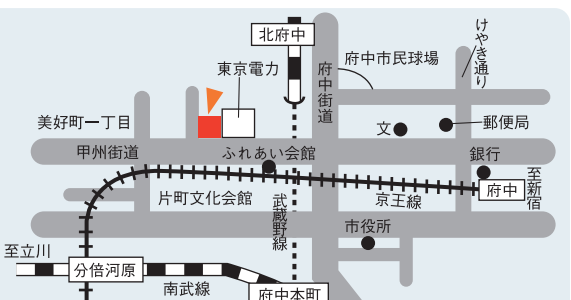 北府中
けやき通り
府中市民球場
東京電力
府中街道
美好町一丁目
文
郵便局
甲州街道
ふれあい会館
銀行
至新宿
府中
片町文化会館
武蔵野線
京王線
市役所
至立川
分倍河原
南武線
府中本町